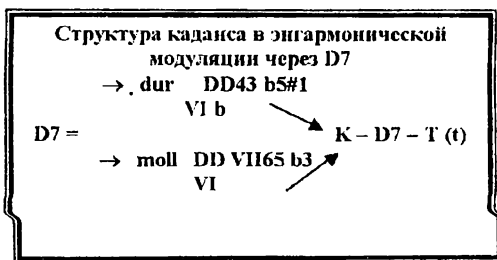 Структура каданса в энгармонической
модуляции через D7
→ . dur DD43 b5#1
VI b
D7 = K – D7 – T (t)
→ moll DD VII65 b3
VI